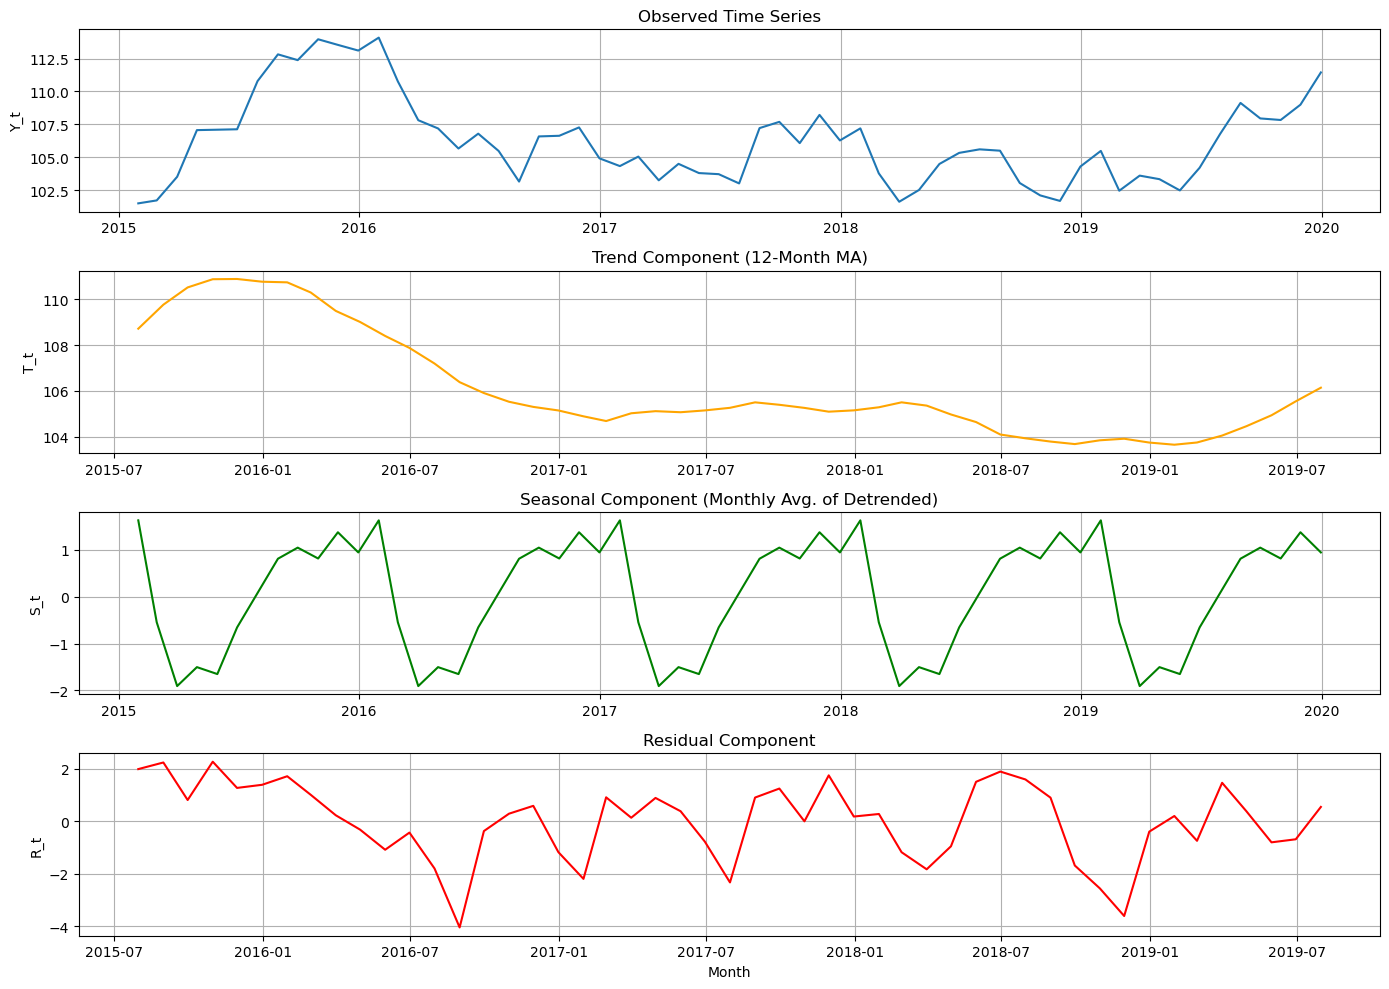 Observed Time Series
Y_t
112.5
110.0
107.5
105.0
102.5
2015 2016 2017 2018 2019 2020
Trend Component (12-Month MA)
T_t
110
108
106
104
2015-07 2016-01 2016-07 2017-01 2017-07 2018-01 2018-07 2019-01 2019-07
Seasonal Component (Monthly Avg. of Detrended)
S_t
1
0
−1
−2
2015 2016 2017 2018 2019 2020
Residual Component
R_t
2
0
−2
−4
2015-07 2016-01 2016-07 2017-01 2017-07 2018-01 2018-07 2019-01 2019-07
Month